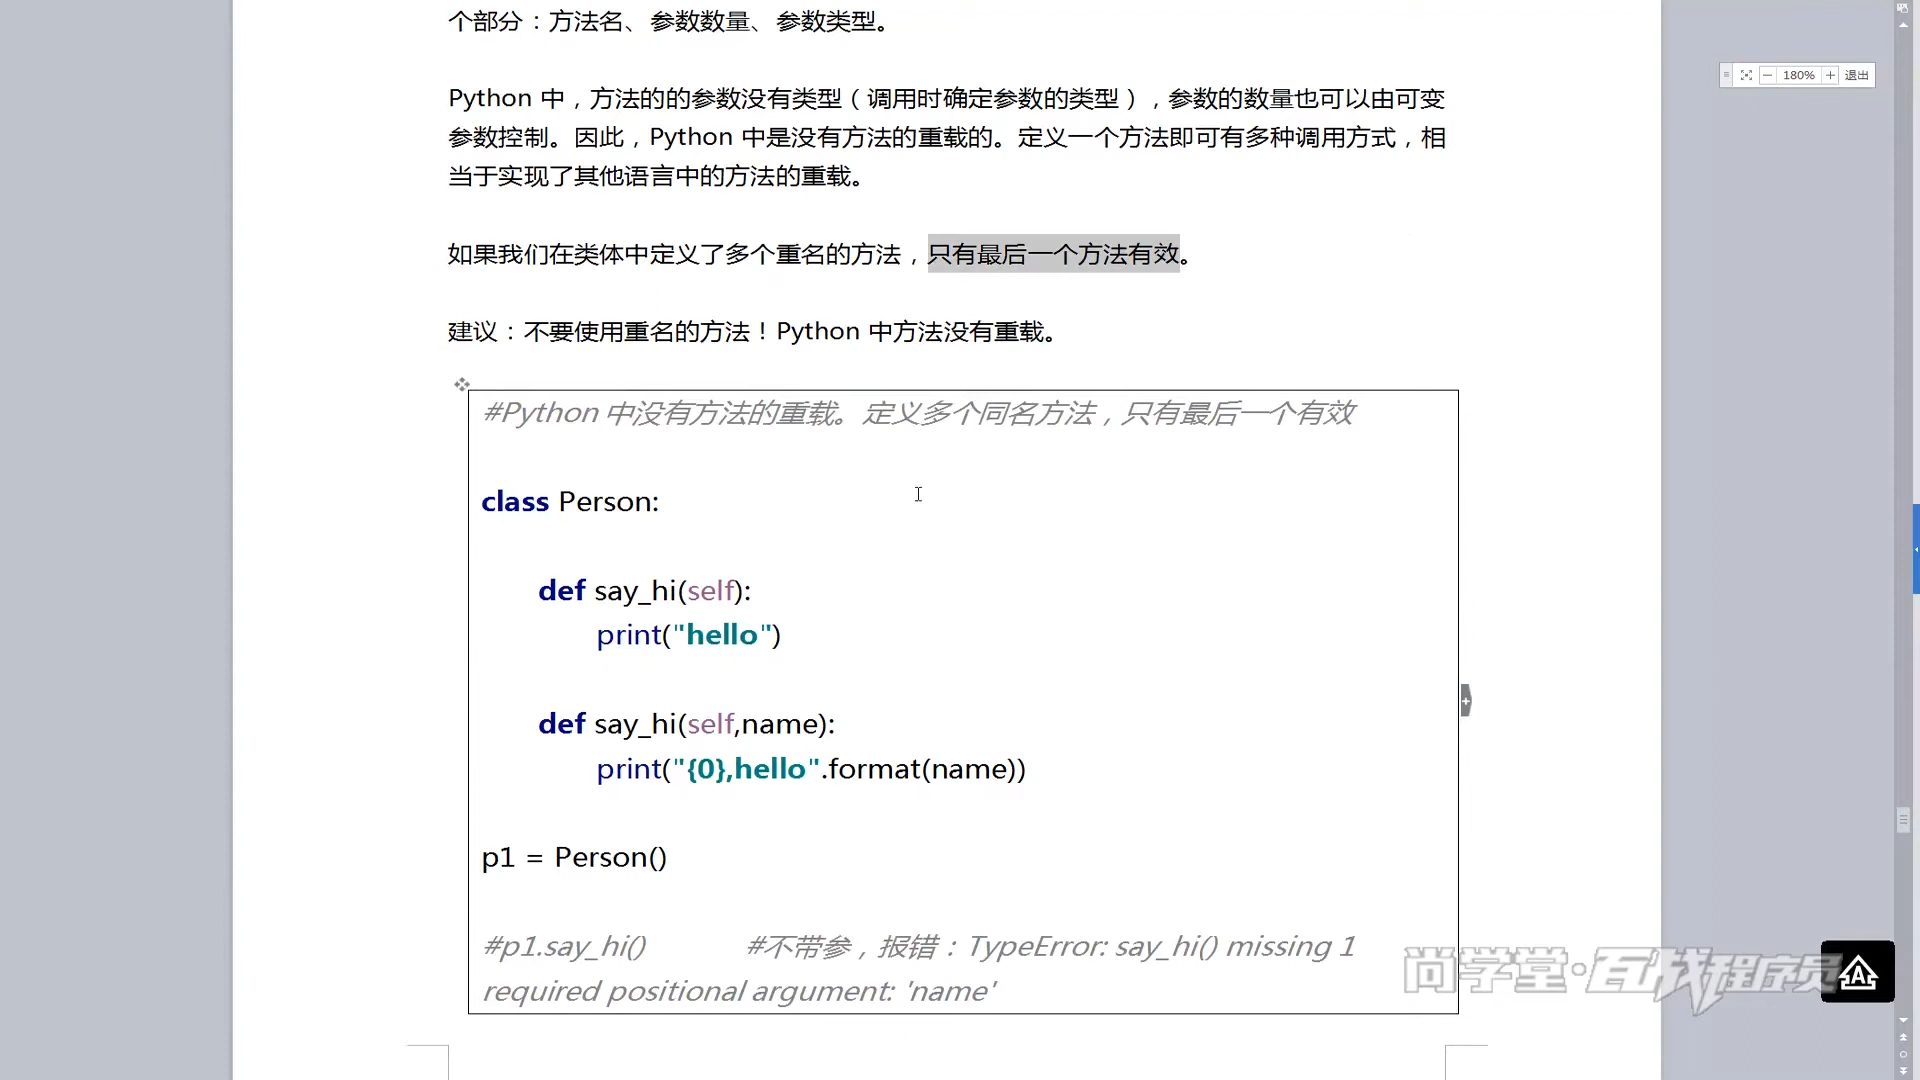 个部分：方法名、参数数量、参数类型。
Python 中，方法的的参数没有类型（调用时确定参数的类型），参数的数量也可以由可变
参数控制。因此，Python 中是没有方法的重载的。定义一个方法即可有多种调用方式，相
当于实现了其他语言中的方法的重载。
如果我们在类体中定义了多个重名的方法，只有最后一个方法有效。
建议：不要使用重名的方法！Python 中方法没有重载。
#Python 中没有方法的重载。定义多个同名方法，只有最后一个有效
class Person:
def say_hi(self):
print("hello")
def say_hi(self,name):
print("{0},hello".format(name))
p1 = Person()
#p1.say_hi() #不带参，报错：TypeError: say_hi() missing 1
required positional argument: 'name'
180% 退出
尚学堂·百战程序员